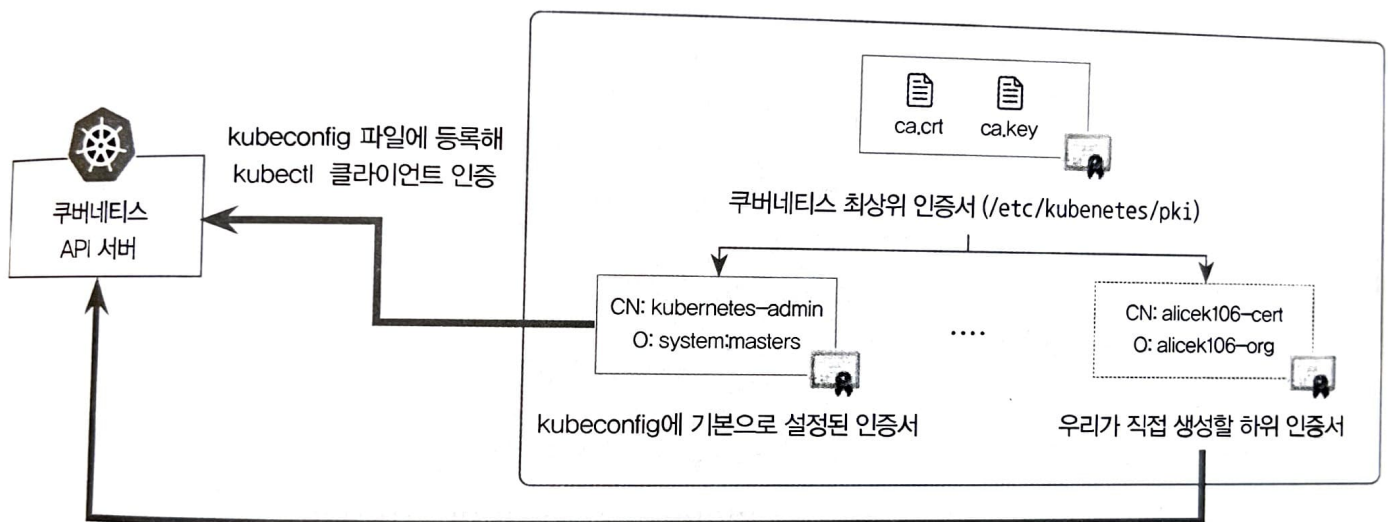 ca.crt
ca.key
kubeconfig 파일에 등록해
kubectl 클라이언트 인증
쿠버네티스
API 서버
쿠버네티스 최상위 인증서 (/etc/kubenetes/pki)
CN: kubernetes-admin
O: system:masters
....
CN: alicek106-cert
O: alicek106-org
kubeconfig에 기본으로 설정된 인증서
우리가 직접 생성할 하위 인증서